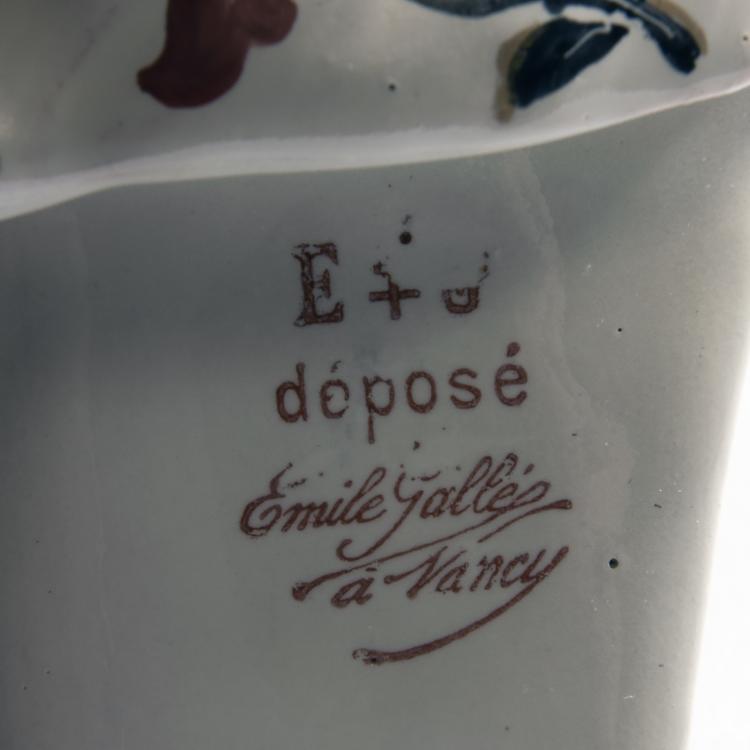 E ‡ G
déposé
Emile Gallé
à Nancy